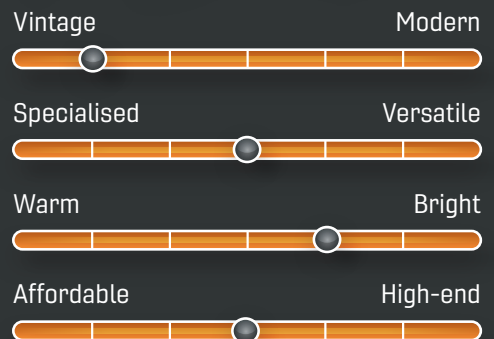 Vintage Modern
Specialised Versatile
Warm Bright
Affordable High-end